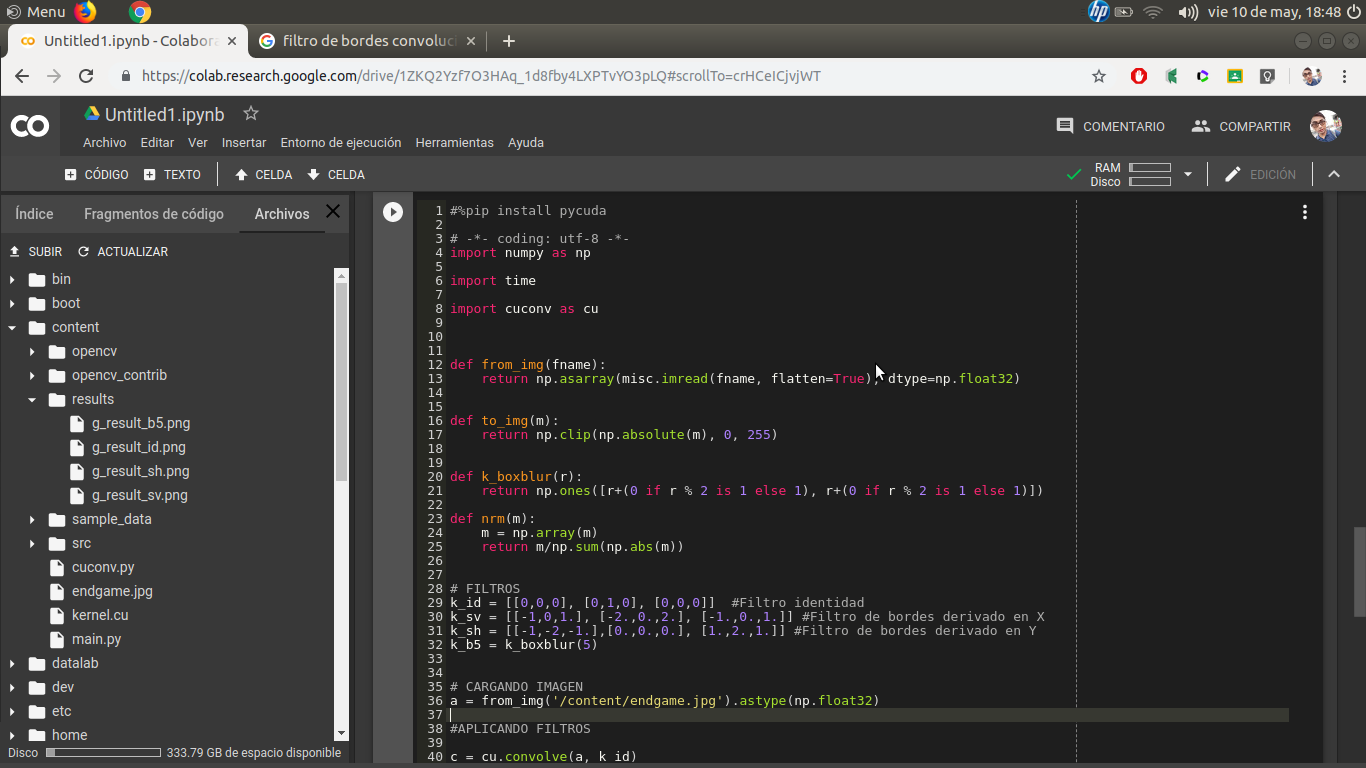 Menu
vie 10 de may, 18:48
Untitled1.ipynb - Colabora
filtro de bordes convoluc
https://colab.research.google.com/drive/1ZKQ2Yzf7O3HAq_1d8fby4LXPTvYO3pLQ#scrollTo=crHCeICjvjWT
Untitled1.ipynb
Archivo Editar Ver Insertar Entorno de ejecución Herramientas Ayuda
COMENTARIO COMPARTIR
CÓDIGO TEXTO CELDA CELDA
RAM
Disco
EDICIÓN
Índice Fragmentos de código Archivos
SUBIR ACTUALIZAR
bin
boot
content
opencv
opencv_contrib
results
g_result_b5.png
g_result_id.png
g_result_sh.png
g_result_sv.png
sample_data
src
cuconv.py
endgame.jpg
kernel.cu
main.py
datalab
dev
etc
home
Disco 333.79 GB de espacio disponible
1 #%pip install pycuda
2
3 # -*- coding: utf-8 -*-
4 import numpy as np
5
6 import time
7
8 import cuconv as cu
9
10
11
12 def from_img(fname):
13 return np.asarray(misc.imread(fname, flatten=True), dtype=np.float32)
14
15
16 def to_img(m):
17 return np.clip(np.absolute(m), 0, 255)
18
19
20 def k_boxblur(r):
21 return np.ones([r+(0 if r % 2 is 1 else 1), r+(0 if r % 2 is 1 else 1)])
22
23 def nrm(m):
24 m = np.array(m)
25 return m/np.sum(np.abs(m))
26
27
28 # FILTROS
29 k_id = [[0,0,0], [0,1,0], [0,0,0]] #Filtro identidad
30 k_sv = [[-1,0,1.], [-2.,0.,2.], [-1.,0.,1.]] #Filtro de bordes derivado en X
31 k_sh = [[-1,-2,-1.],[0.,0.,0.], [1.,2.,1.]] #Filtro de bordes derivado en Y
32 k_b5 = k_boxblur(5)
33
34
35 # CARGANDO IMAGEN
36 a = from_img('/content/endgame.jpg').astype(np.float32)
37
38 #APLICANDO FILTROS
39
40 c = cu.convolve(a, k_id)